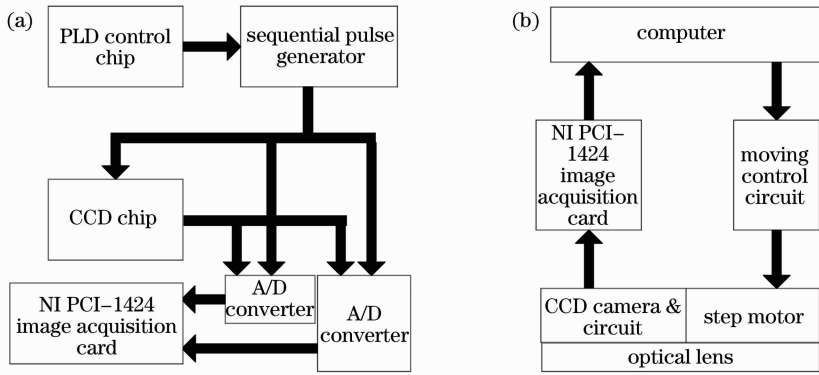 (a)
PLD control
chip
sequential pulse
generator
CCD chip
A/D
converter
A/D
converter
NI PCI−1424
image acquisition
card
(b)
computer
NI PCI−
1424
image
acquisition
card
moving
control
circuit
CCD camera &
circuit
step motor
optical lens